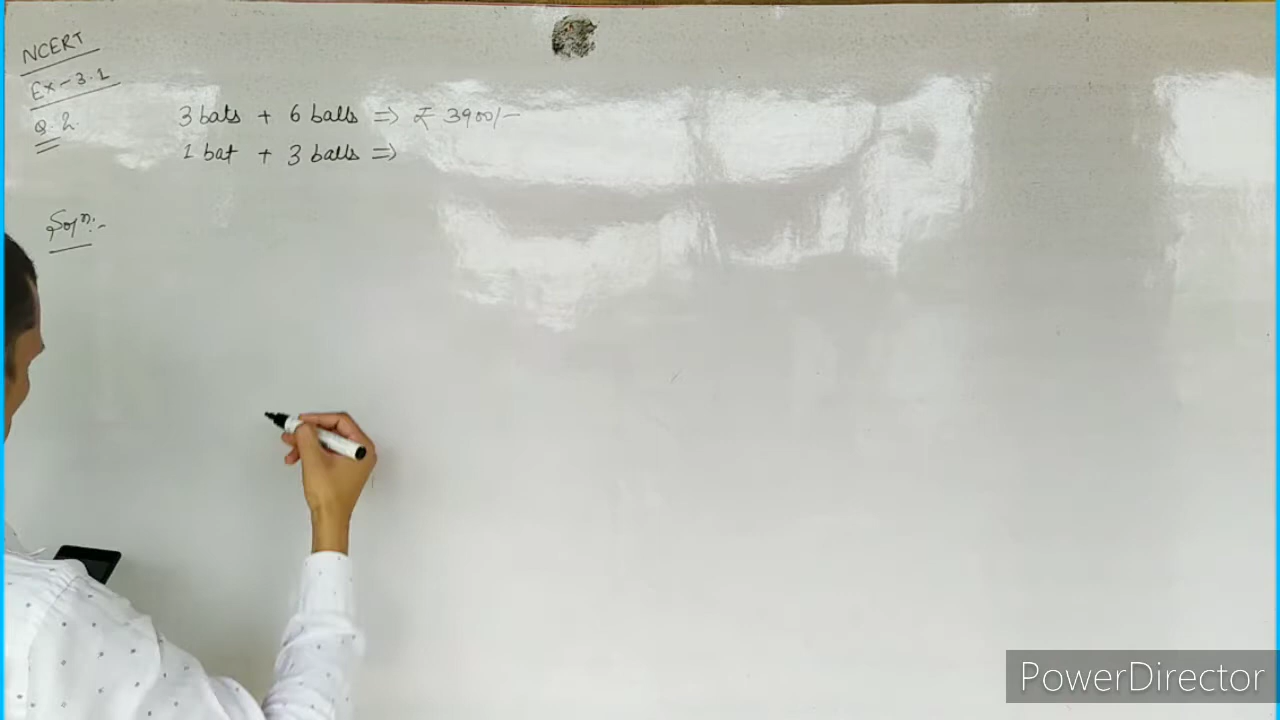 NCERT
Ex-3.1
Q.2.
3 bats + 6 balls ⇒ ₹ 3900/-
1 bat + 3 balls ⇒
Solⁿ:-
PowerDirector